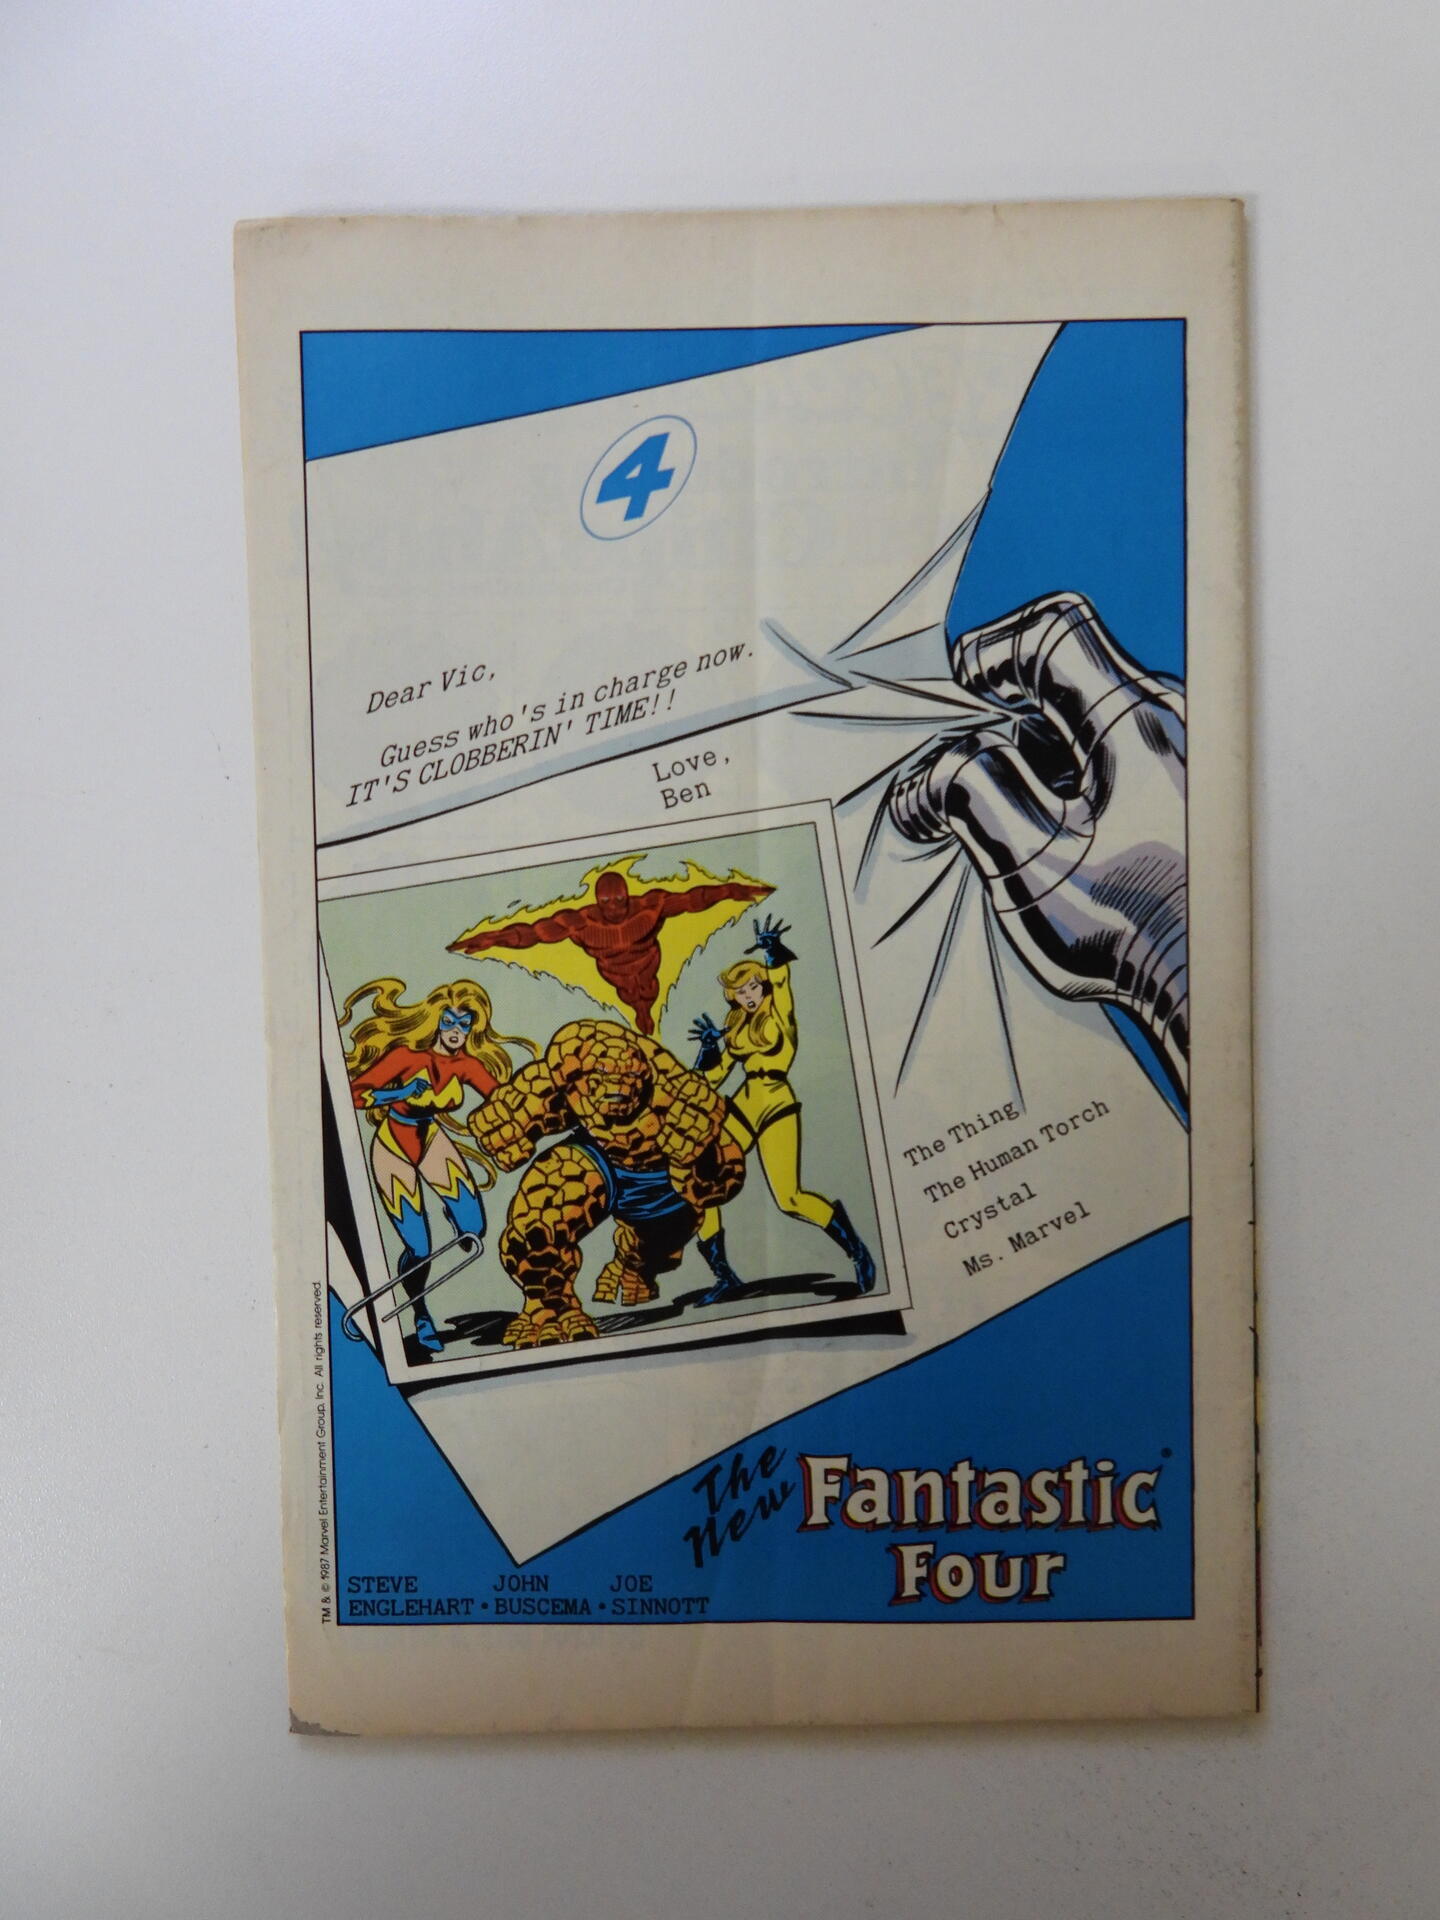 4
Dear Vic,
Guess who's in charge now.
IT'S CLOBBERIN' TIME!!
Love,
Ben
The Thing
The Human Torch
Crystal
Ms. Marvel
The
New
Fantastic®
Four
STEVE JOHN JOE
ENGLEHART • BUSCEMA • SINNOTT
TM & © 1987 Marvel Entertainment Group, Inc. All rights reserved.